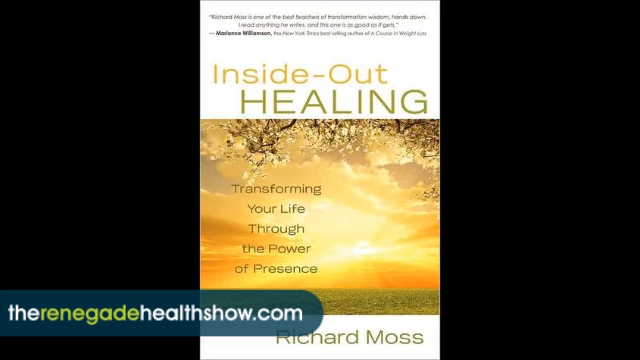 "Richard Moss is one of the best teachers of transformation wisdom, hands down.
I read anything he writes, and this one is as good as it gets."
— Marianne Williamson, the New York Times best selling author of A Course in Weight Loss
Inside-Out
HEALING
Transforming
Your Life
Through
the Power
of Presence
therenegadehealthshow.com
Richard Moss